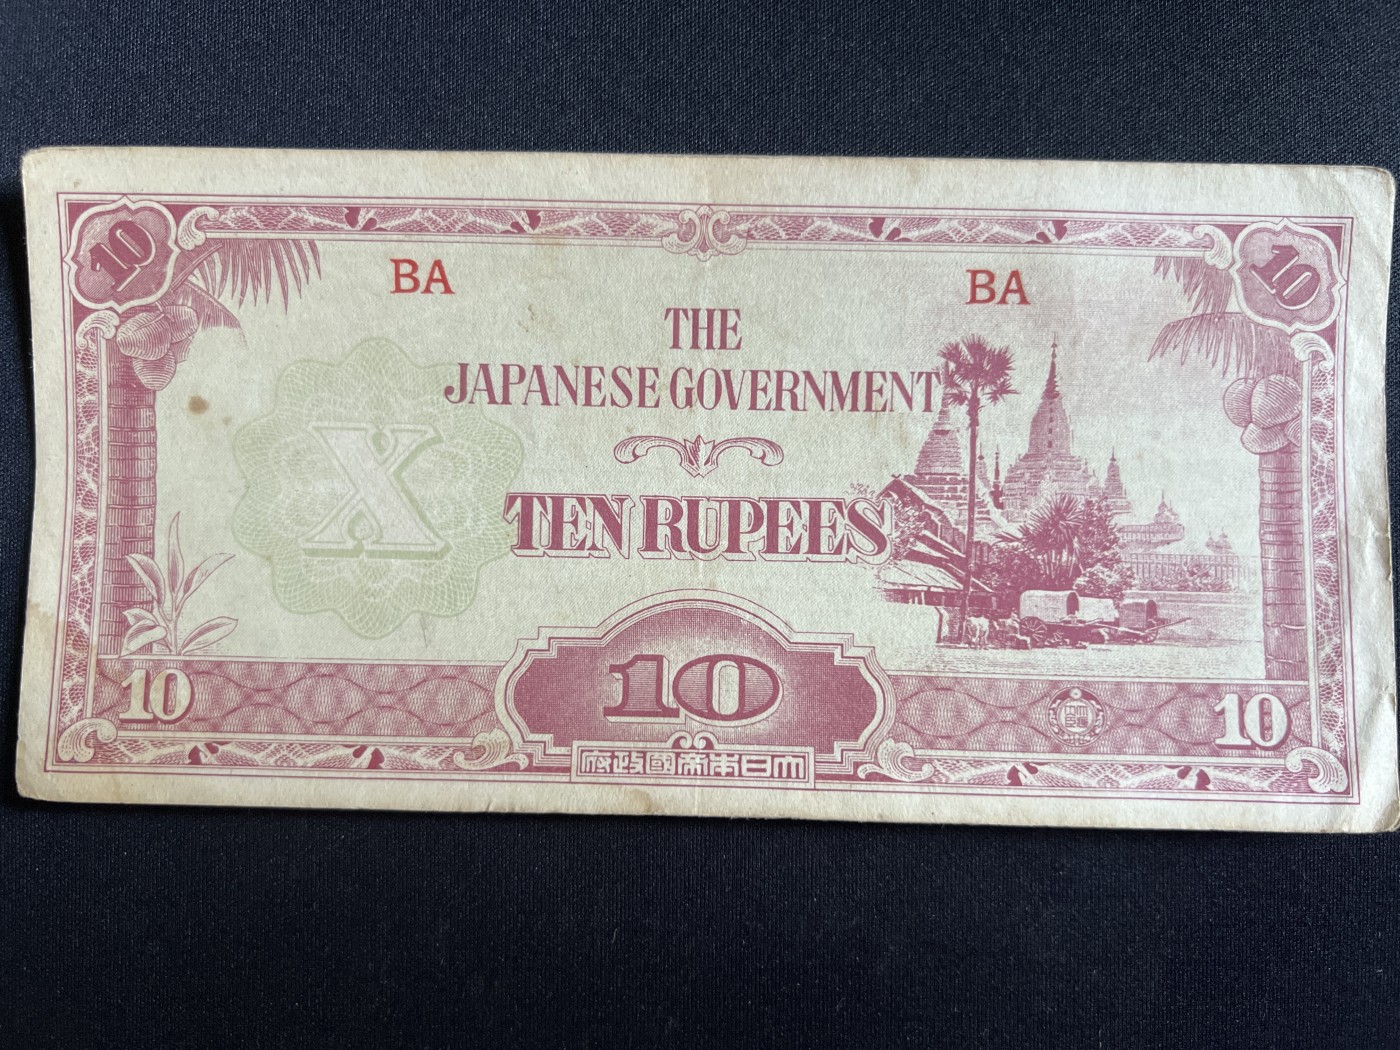 10 10
BA BA
THE
JAPANESE GOVERNMENT
X
TEN RUPEES
10 10 10
府政國帝本日大